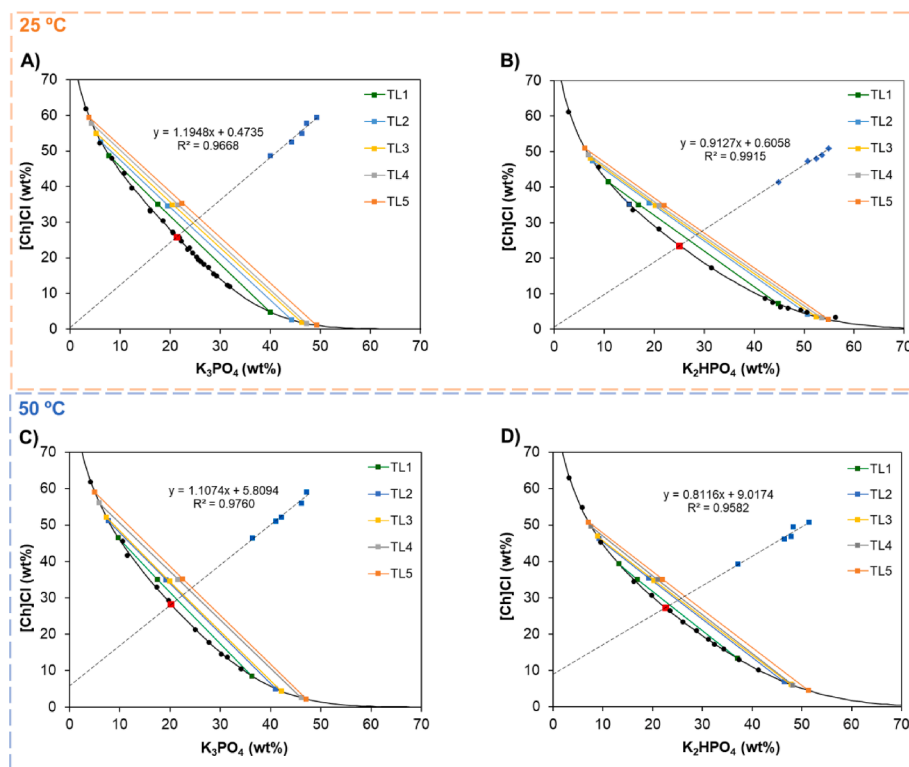 25 ºC
A)
70
60
50
40
30
20
10
0
[Ch]Cl (wt%)
y = 1.1948x + 0.4735
R² = 0.9668
TL1
TL2
TL3
TL4
TL5
0 10 20 30 40 50 60 70
K₃PO₄ (wt%)
B)
70
60
50
40
30
20
10
0
[Ch]Cl (wt%)
y = 0.9127x + 0.6058
R² = 0.9915
TL1
TL2
TL3
TL4
TL5
0 10 20 30 40 50 60 70
K₂HPO₄ (wt%)
50 ºC
C)
70
60
50
40
30
20
10
0
[Ch]Cl (wt%)
y = 1.1074x + 5.8094
R² = 0.9760
TL1
TL2
TL3
TL4
TL5
0 10 20 30 40 50 60 70
K₃PO₄ (wt%)
D)
70
60
50
40
30
20
10
0
[Ch]Cl (wt%)
y = 0.8116x + 9.0174
R² = 0.9582
TL1
TL2
TL3
TL4
TL5
0 10 20 30 40 50 60 70
K₂HPO₄ (wt%)